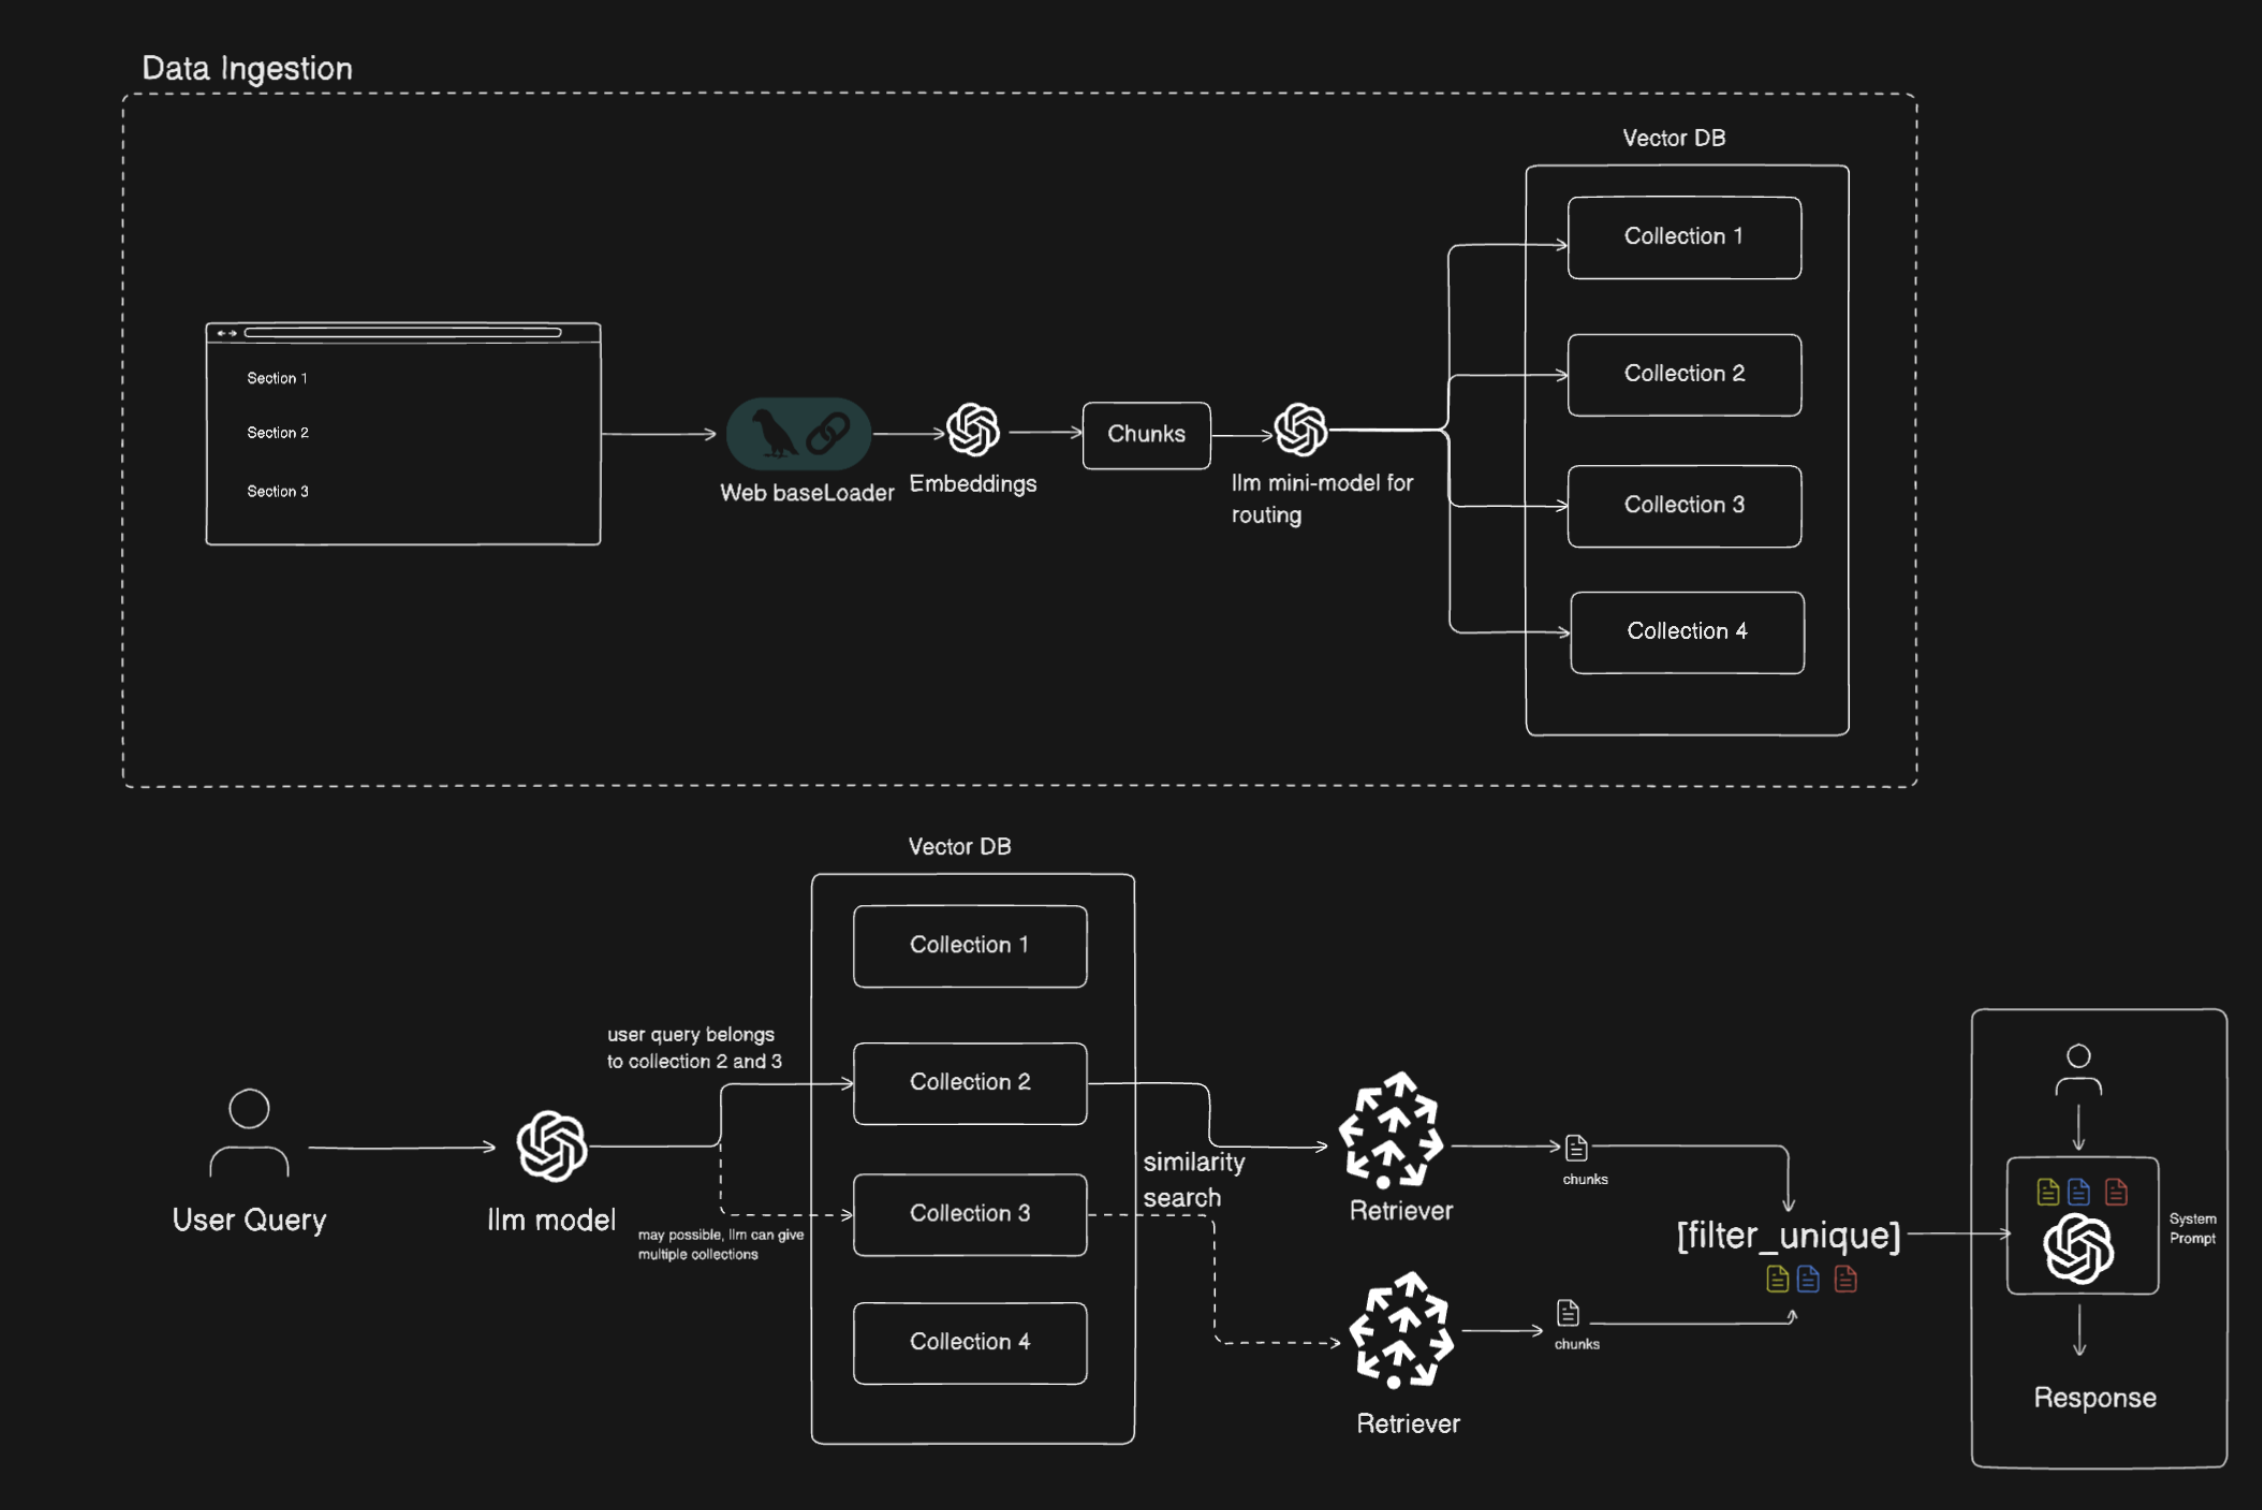 Data Ingestion
Vector DB
Collection 1
Collection 2
Collection 3
Collection 4
Section 1
Section 2
Section 3
Web baseLoader
Embeddings
Chunks
llm mini-model for
routing
Vector DB
Collection 1
Collection 2
Collection 3
Collection 4
User Query
llm model
user query belongs
to collection 2 and 3
may possible, llm can give
multiple collections
similarity
search
Retriever
chunks
Retriever
chunks
[filter_unique]
System
Prompt
Response